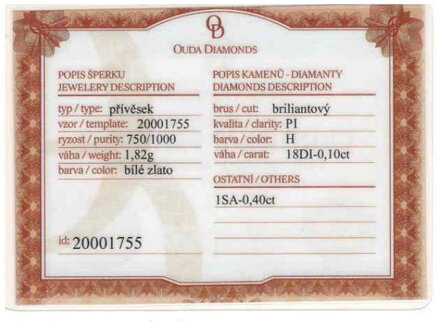 OD
OUDA DIAMONDS
POPIS ŠPERKU
JEWELERY DESCRIPTION
typ / type: přívěsek
vzor / template: 20001755
ryzost / purity: 750/1000
váha / weight: 1,82g
barva / color: bílé zlato
id: 20001755
POPIS KAMENŮ - DIAMANTY
DIAMONDS DESCRIPTION
brus / cut: briliantový
kvalita / clarity: PI
barva / color: H
váha / carat: 18DI-0,10ct
OSTATNÍ / OTHERS
1SA-0,40ct